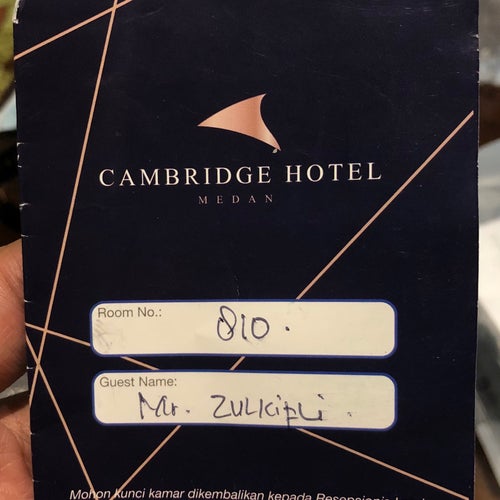 CAMBRIDGE HOTEL
MEDAN
Room No.:
810.
Guest Name:
Mr. ZULKipli.
Mohon kunci kamar dikembalikan kepada